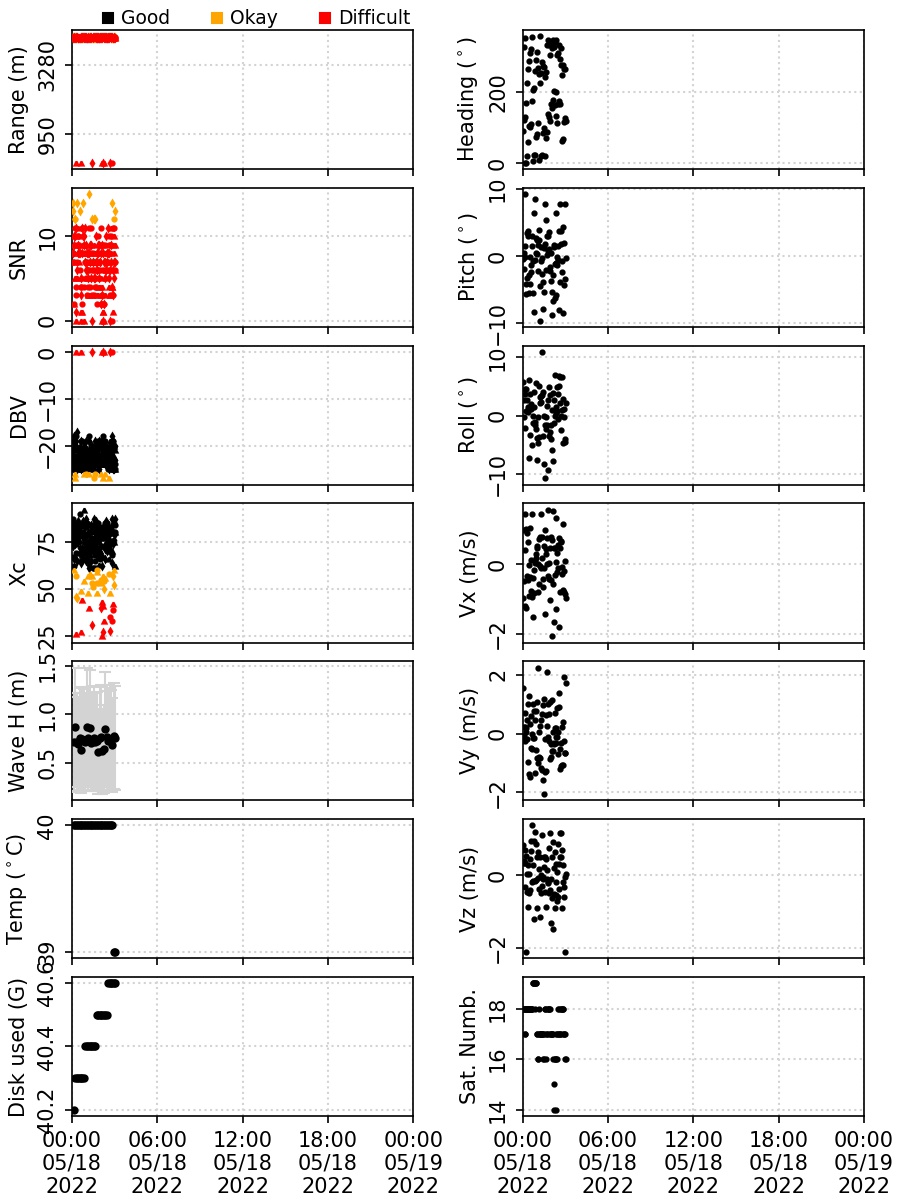 Good Okay Difficult
Range (m)
3280
950
Heading (°)
200
0
SNR
10
0
Pitch (°)
10
0
−10
DBV
0
−10
−20
Roll (°)
10
0
−10
Xc
75
50
25
Vx (m/s)
0
−2
Wave H (m)
1.5
1.0
0.5
Vy (m/s)
2
0
−2
Temp (°C)
40
39
Vz (m/s)
0
−2
Disk used (G)
40.6
40.4
40.2
Sat. Numb.
18
16
14
00:00 06:00 12:00 18:00 00:00 00:00 06:00 12:00 18:00 00:00
05/18 05/18 05/18 05/18 05/19 05/18 05/18 05/18 05/18 05/19
2022 2022 2022 2022 2022 2022 2022 2022 2022 2022